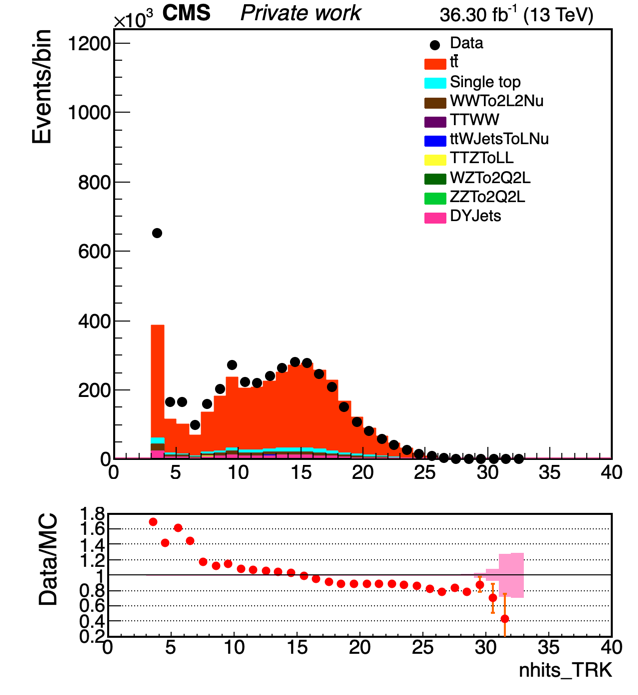 ×10³ CMS Private work 36.30 fb⁻¹ (13 TeV)
Events/bin
1200
1000
800
600
400
200
0
Data
tt̄
Single top
WWTo2L2Nu
TTWW
ttWJetsToLNu
TTZToLL
WZTo2Q2L
ZZTo2Q2L
DYJets
0 5 10 15 20 25 30 35 40
Data/MC
1.8
1.6
1.4
1.2
1
0.8
0.6
0.4
0.2
0 5 10 15 20 25 30 35 40
nhits_TRK